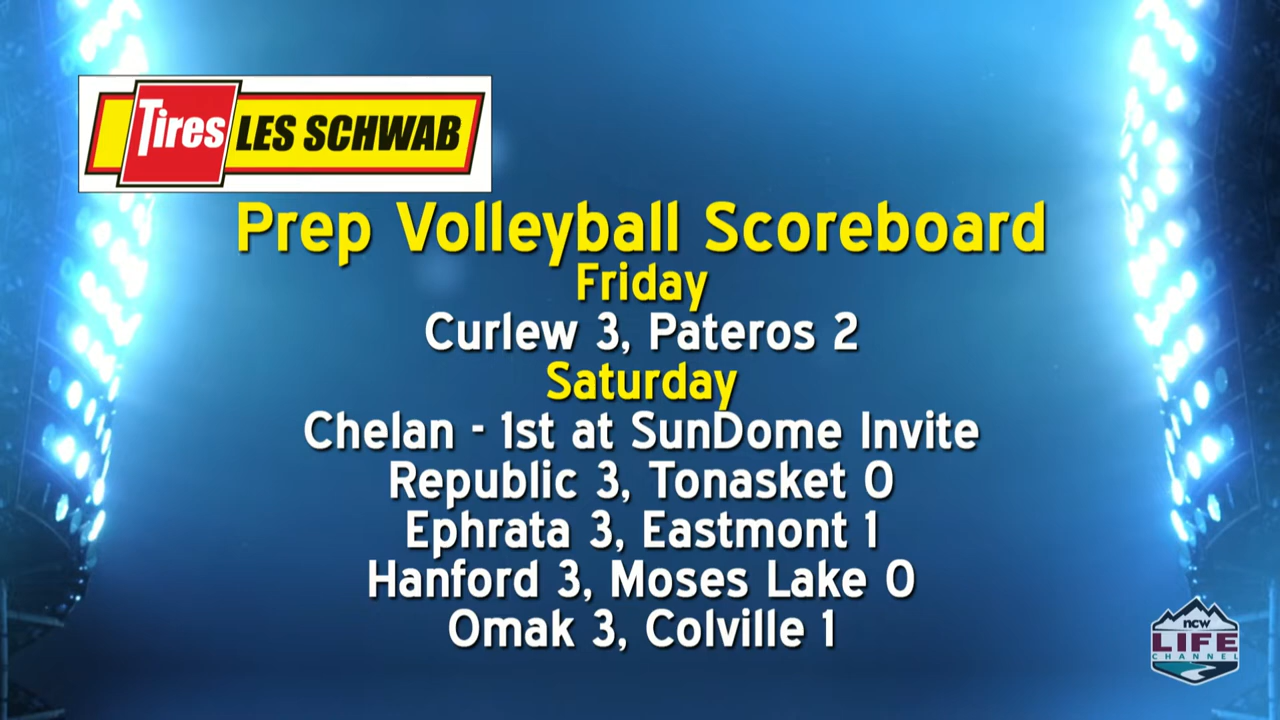 Tires LES SCHWAB
Prep Volleyball Scoreboard
Friday
Curlew 3, Pateros 2
Saturday
Chelan - 1st at SunDome Invite
Republic 3, Tonasket 0
Ephrata 3, Eastmont 1
Hanford 3, Moses Lake 0
Omak 3, Colville 1
ncw
LIFE
CHANNEL